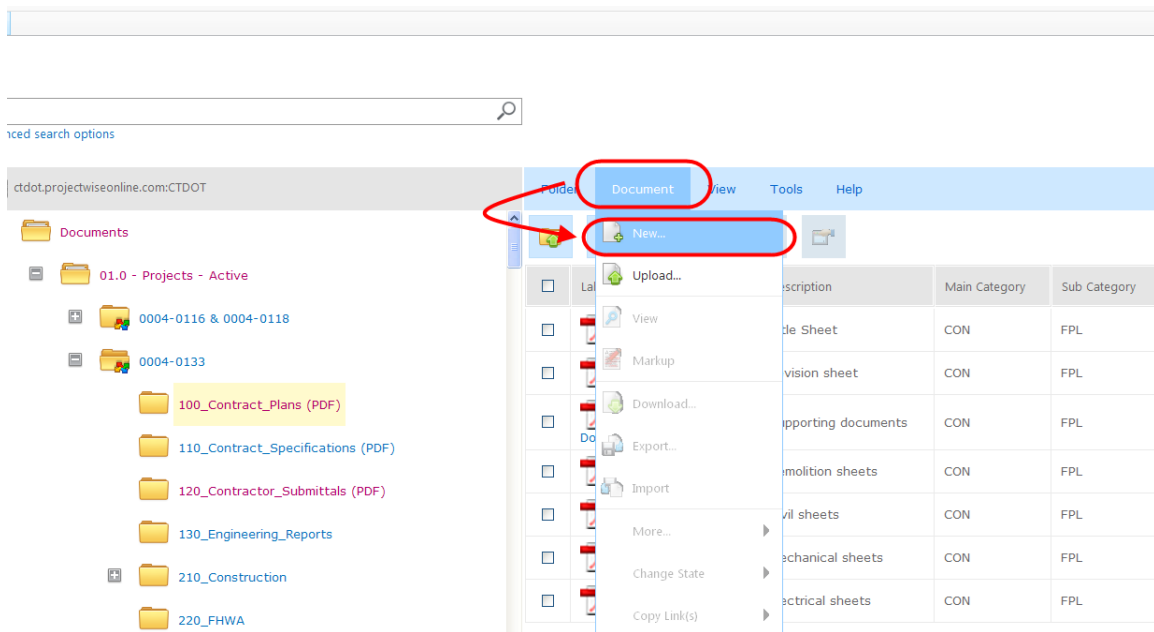 nced search options
ctdot.projectwiseonline.com:CTDOT
Folder Document View Tools Help
Documents
01.0 - Projects - Active
0004-0116 & 0004-0118
0004-0133
100_Contract_Plans (PDF)
110_Contract_Specifications (PDF)
120_Contractor_Submittals (PDF)
130_Engineering_Reports
210_Construction
220_FHWA
New...
Upload...
View
Markup
Download...
Export...
Import
More...
Change State
Copy Link(s)
Lal escription Main Category Sub Category
tle Sheet CON FPL
vision sheet CON FPL
Do upporting documents CON FPL
emolition sheets CON FPL
vil sheets CON FPL
echanical sheets CON FPL
ectrical sheets CON FPL